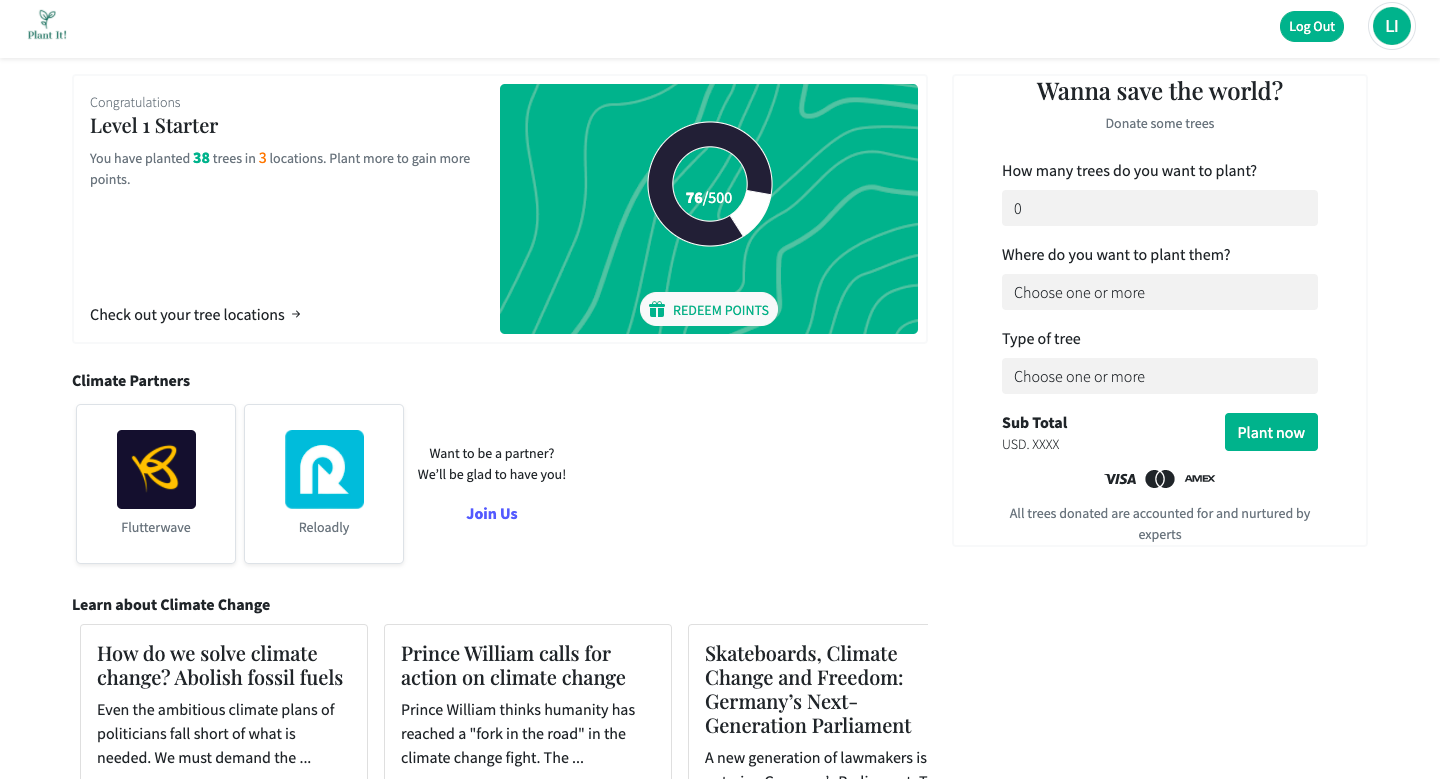 Plant It!
Log Out
LI
Congratulations
Level 1 Starter
You have planted 38 trees in 3 locations. Plant more to gain more
points.
Check out your tree locations →
76/500
REDEEM POINTS
Wanna save the world?
Donate some trees
How many trees do you want to plant?
0
Where do you want to plant them?
Choose one or more
Type of tree
Choose one or more
Sub Total
USD. XXXX
Plant now
VISA
AMEX
All trees donated are accounted for and nurtured by
experts
Climate Partners
Flutterwave
Reloadly
Want to be a partner?
We’ll be glad to have you!
Join Us
Learn about Climate Change
How do we solve climate
change? Abolish fossil fuels
Even the ambitious climate plans of
politicians fall short of what is
needed. We must demand the ...
Prince William calls for
action on climate change
Prince William thinks humanity has
reached a "fork in the road" in the
climate change fight. The ...
Skateboards, Climate
Change and Freedom:
Germany’s Next-
Generation Parliament
A new generation of lawmakers is